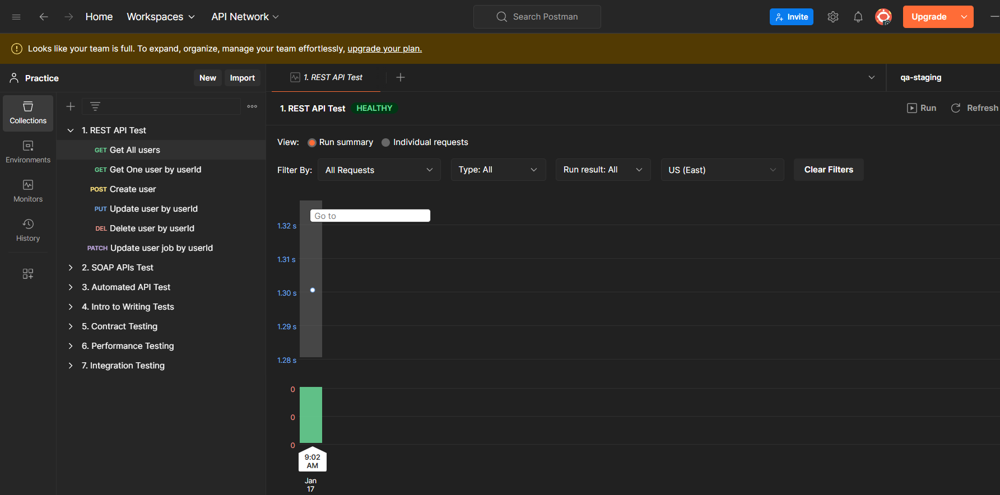 Home Workspaces API Network Search Postman Invite Upgrade
Looks like your team is full. To expand, organize, manage your team effortlessly, upgrade your plan.
Practice New Import
1. REST API Test
qa-staging
Collections
Environments
Monitors
History
1. REST API Test
GET Get All users
GET Get One user by userId
POST Create user
PUT Update user by userId
DEL Delete user by userId
PATCH Update user job by userId
2. SOAP APIs Test
3. Automated API Test
4. Intro to Writing Tests
5. Contract Testing
6. Performance Testing
7. Integration Testing
1. REST API Test HEALTHY Run Refresh
View: Run summary Individual requests
Filter By: All Requests Type: All Run result: All US (East) Clear Filters
Go to
1.32 s
1.31 s
1.30 s
1.29 s
1.28 s
0
0
0
9:02
AM
Jan
17